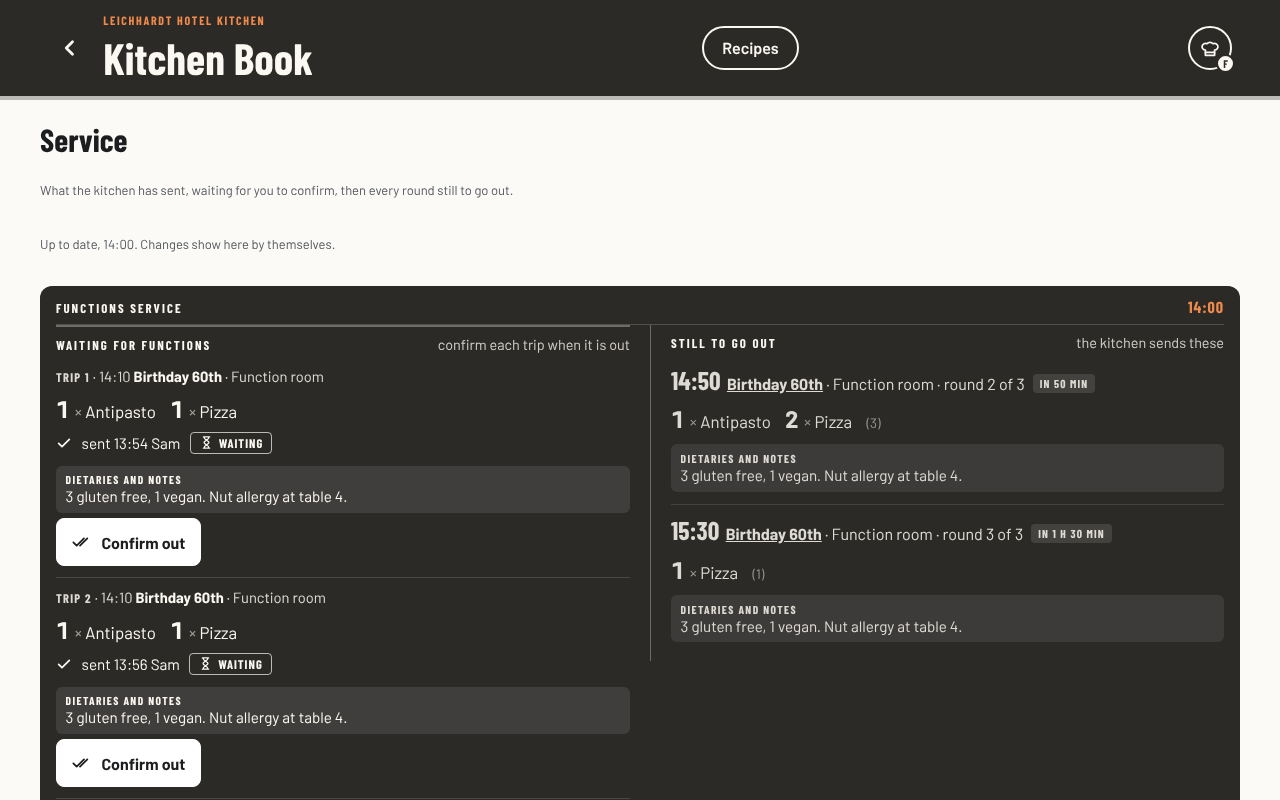 LEICHHARDT HOTEL KITCHEN
Kitchen Book
Recipes
F
Service
What the kitchen has sent, waiting for you to confirm, then every round still to go out.
Up to date, 14:00. Changes show here by themselves.
FUNCTIONS SERVICE
14:00
WAITING FOR FUNCTIONS
confirm each trip when it is out
TRIP 1 · 14:10 Birthday 60th · Function room
1 × Antipasto 1 × Pizza
sent 13:54 Sam WAITING
DIETARIES AND NOTES
3 gluten free, 1 vegan. Nut allergy at table 4.
Confirm out
TRIP 2 · 14:10 Birthday 60th · Function room
1 × Antipasto 1 × Pizza
sent 13:56 Sam WAITING
DIETARIES AND NOTES
3 gluten free, 1 vegan. Nut allergy at table 4.
Confirm out
STILL TO GO OUT
the kitchen sends these
14:50 Birthday 60th · Function room · round 2 of 3 IN 50 MIN
1 × Antipasto 2 × Pizza (3)
DIETARIES AND NOTES
3 gluten free, 1 vegan. Nut allergy at table 4.
15:30 Birthday 60th · Function room · round 3 of 3 IN 1 H 30 MIN
1 × Pizza (1)
DIETARIES AND NOTES
3 gluten free, 1 vegan. Nut allergy at table 4.